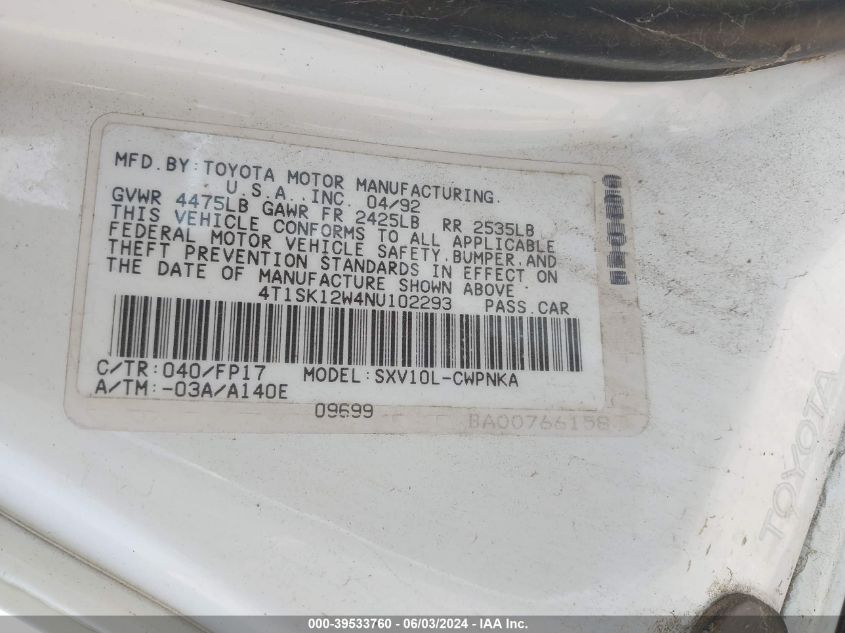 MFD. BY: TOYOTA MOTOR MANUFACTURING.
U.S.A., INC. 04/92
GVWR 4475LB GAWR FR 2425LB RR 2535LB
THIS VEHICLE CONFORMS TO ALL APPLICABLE
FEDERAL MOTOR VEHICLE SAFETY, BUMPER, AND
THEFT PREVENTION STANDARDS IN EFFECT ON
THE DATE OF MANUFACTURE SHOWN ABOVE.
4T1SK12W4NU102293 PASS. CAR
C/TR: 040/FP17 MODEL: SXV10L-CWPNKA
A/TM: -03A/A140E
09699
BA00766158
TOYOTA
000-39533760 - 06/03/2024 - IAAI.com